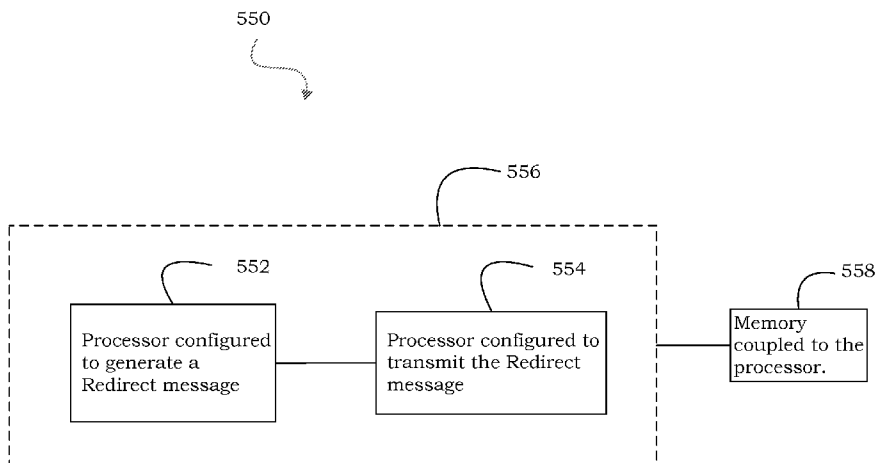 550
556
552
554
558
Processor configured
to generate a
Redirect message
Processor configured to
transmit the Redirect
message
Memory
coupled to the
processor.